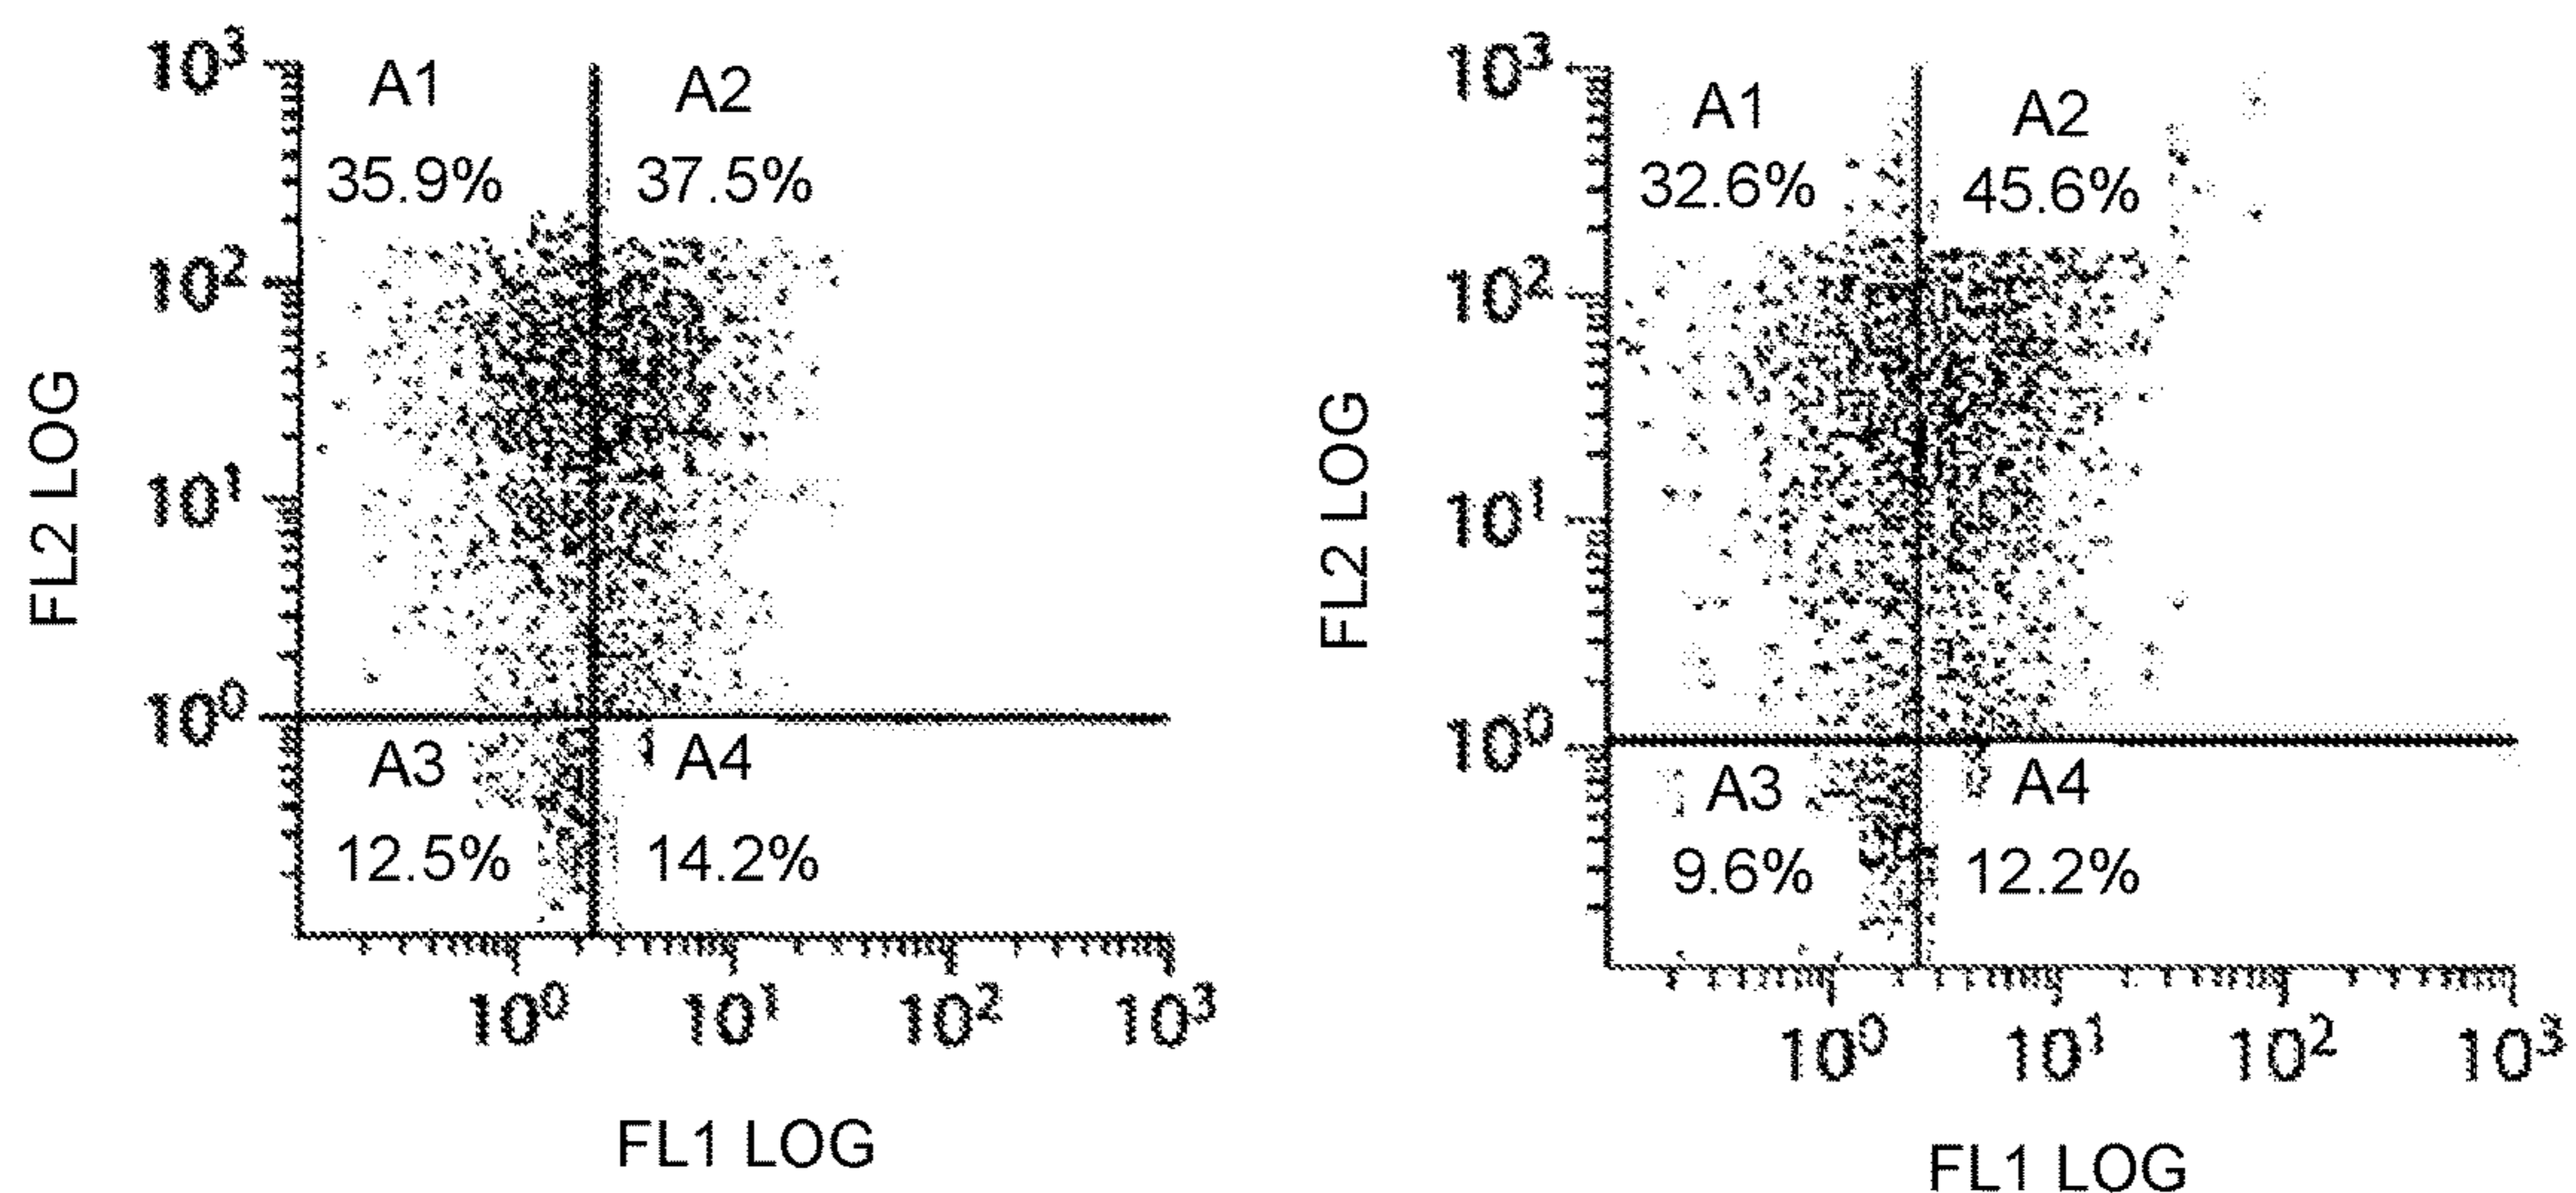 10³
A1
A2
35.9%
37.5%
10²
10¹
10⁰
A3
A4
12.5%
14.2%
FL2 LOG
10⁰
10¹
10²
10³
FL1 LOG
10³
A1
A2
32.6%
45.6%
10²
10¹
10⁰
A3
A4
9.6%
12.2%
FL2 LOG
10⁰
10¹
10²
10³
FL1 LOG